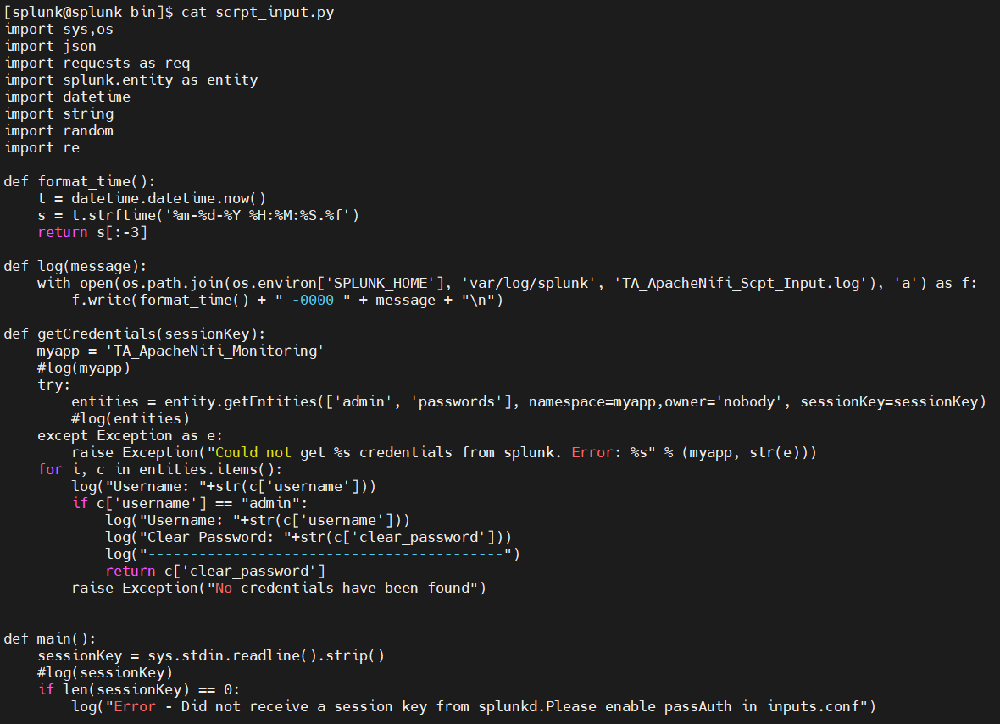 [splunk@splunk bin]$ cat scrpt_input.py
import sys,os
import json
import requests as req
import splunk.entity as entity
import datetime
import string
import random
import re

def format_time():
    t = datetime.datetime.now()
    s = t.strftime('%m-%d-%Y %H:%M:%S.%f')
    return s[:-3]

def log(message):
    with open(os.path.join(os.environ['SPLUNK_HOME'], 'var/log/splunk', 'TA_ApacheNifi_Scpt_Input.log'), 'a') as f:
        f.write(format_time() + " -0000 " + message + "\n")

def getCredentials(sessionKey):
    myapp = 'TA_ApacheNifi_Monitoring'
    #log(myapp)
    try:
        entities = entity.getEntities(['admin', 'passwords'], namespace=myapp,owner='nobody', sessionKey=sessionKey)
        #log(entities)
    except Exception as e:
        raise Exception("Could not get %s credentials from splunk. Error: %s" % (myapp, str(e)))
    for i, c in entities.items():
        log("Username: "+str(c['username']))
        if c['username'] == "admin":
            log("Username: "+str(c['username']))
            log("Clear Password: "+str(c['clear_password']))
            log("------------------------------------------")
            return c['clear_password']
        raise Exception("No credentials have been found")


def main():
    sessionKey = sys.stdin.readline().strip()
    #log(sessionKey)
    if len(sessionKey) == 0:
        log("Error - Did not receive a session key from splunkd.Please enable passAuth in inputs.conf")